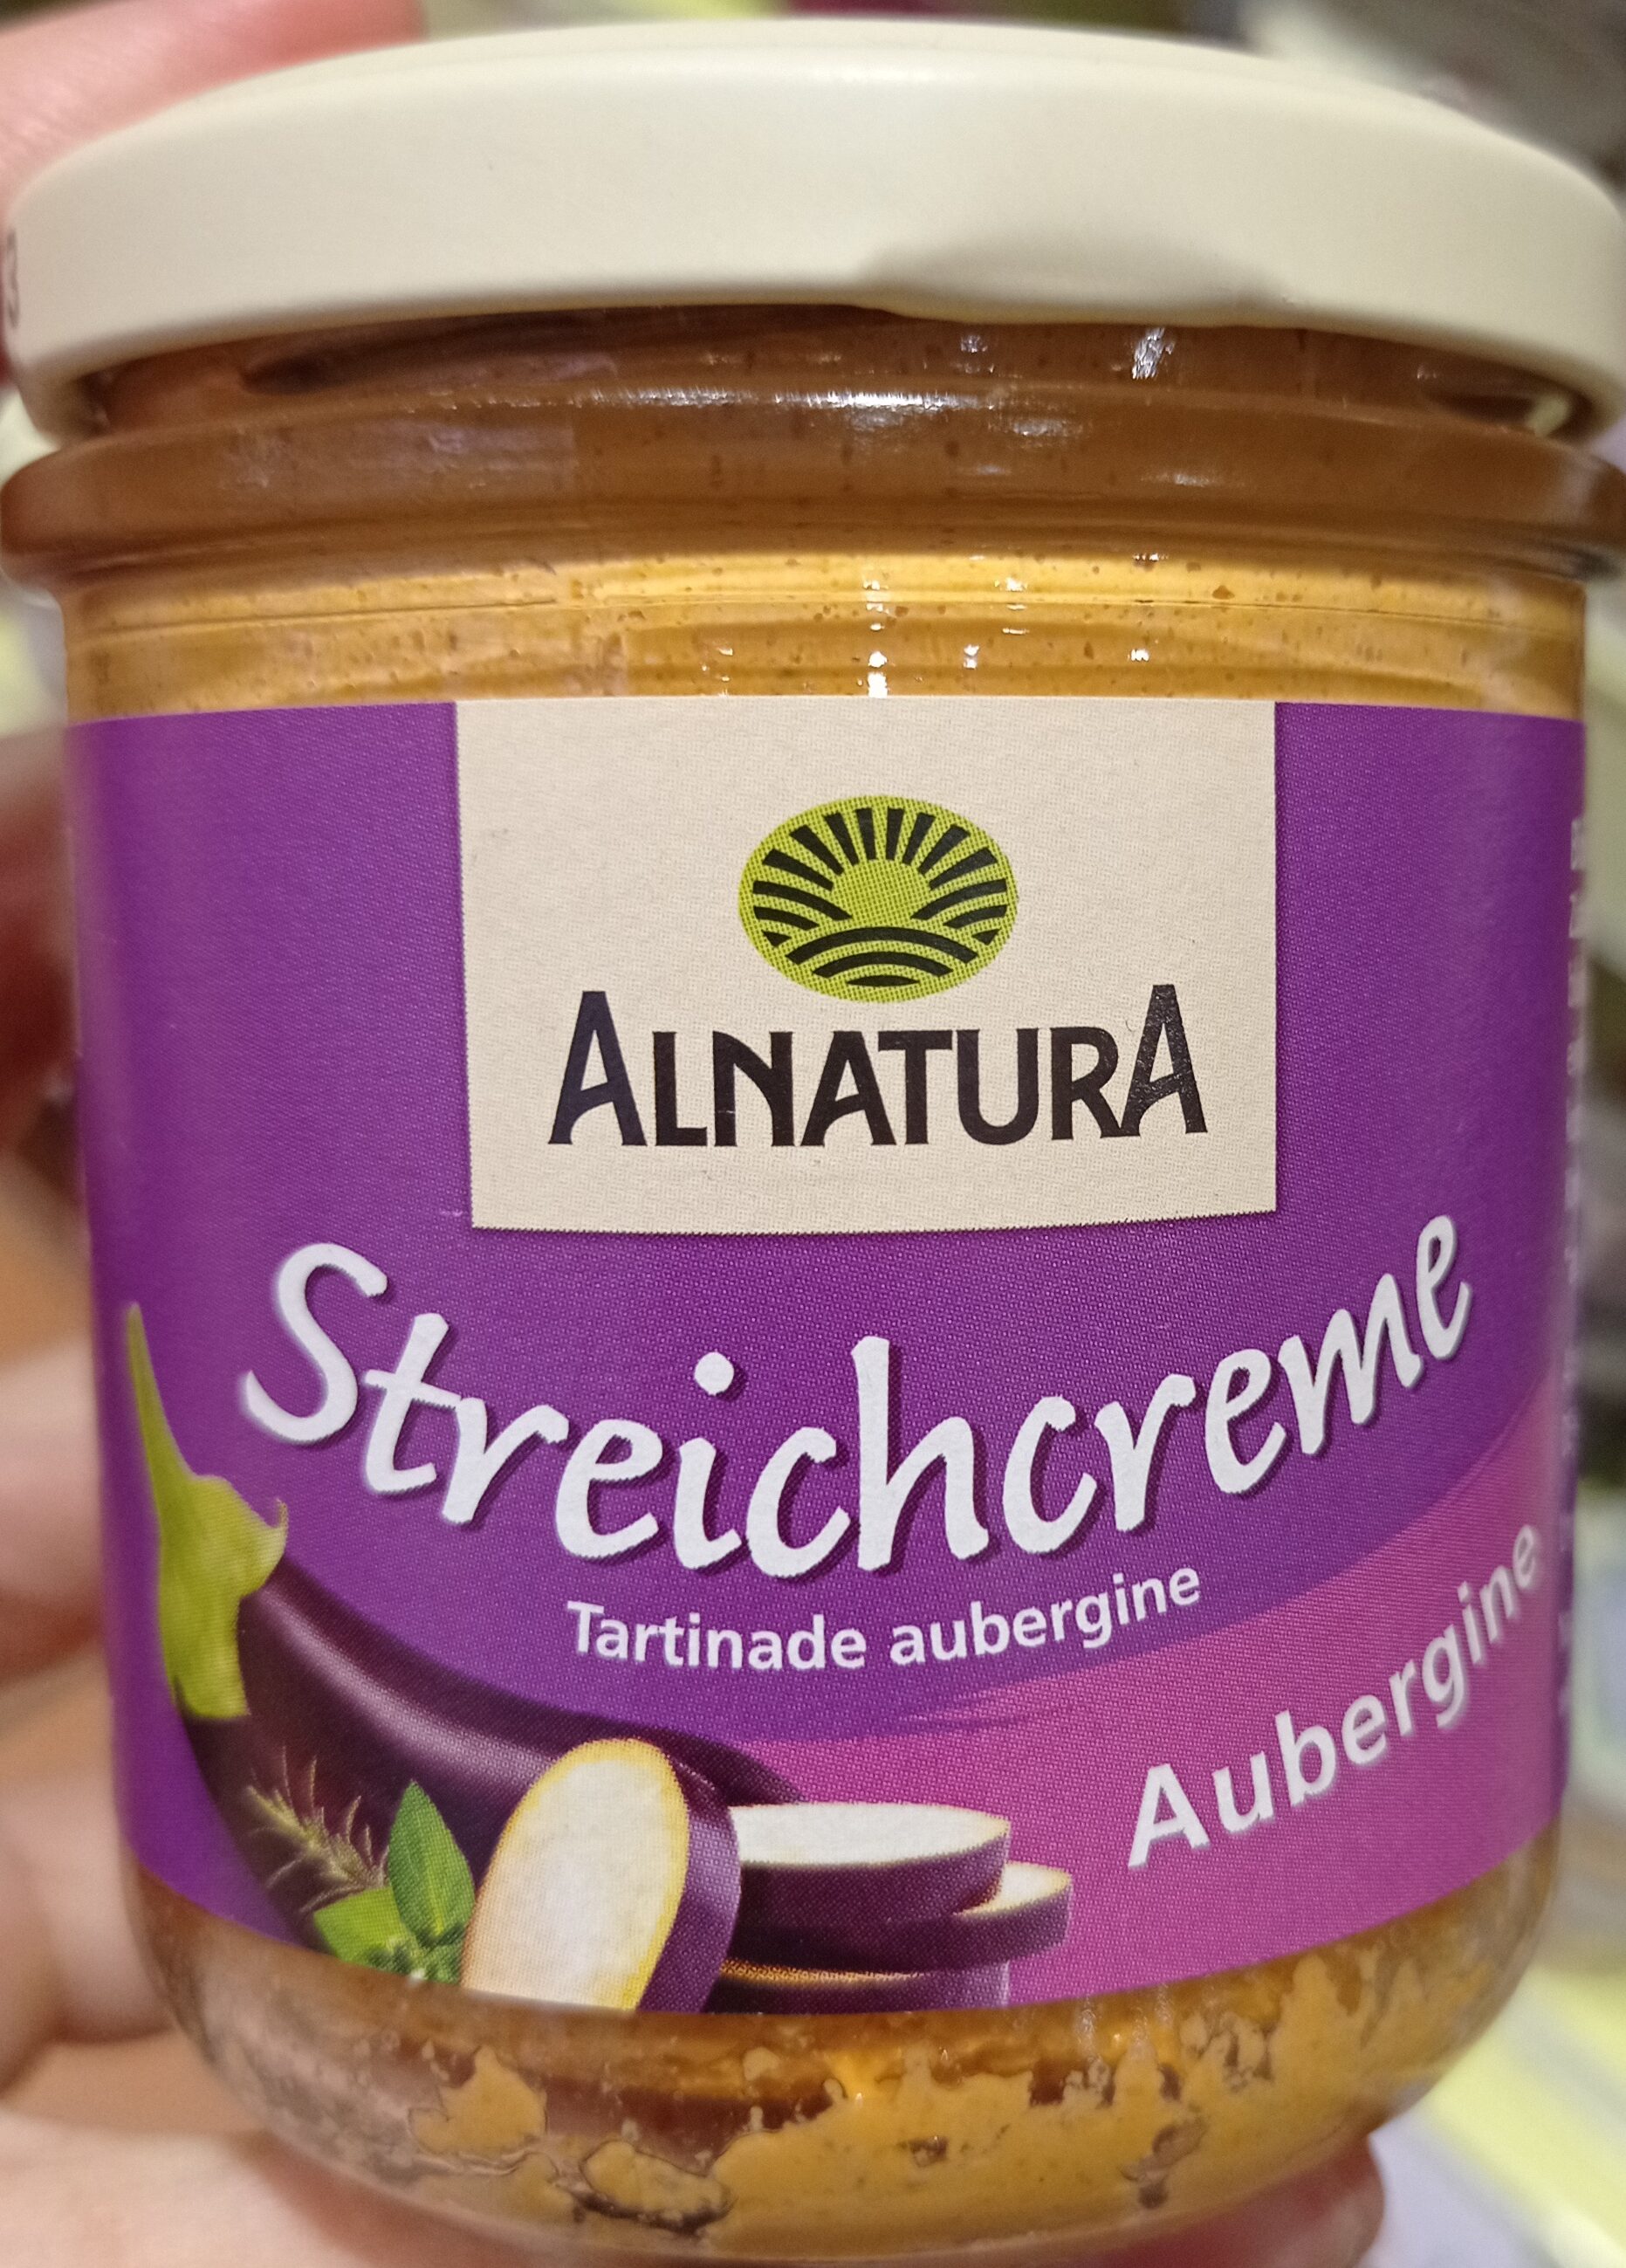 ALNATURA
Streichcreme
Tartinade aubergine
Aubergine